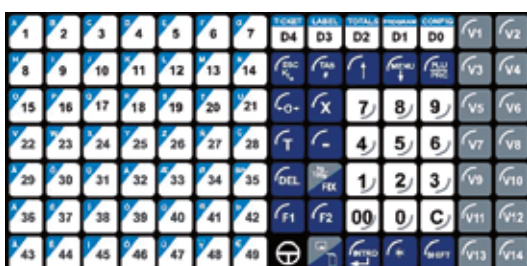 TICKET LABEL TOTALS PROGRAM CONFIG
1 2 3 4 5 6 7 D4 D3 D2 D1 D0 V1 V2
8 9 10 11 12 13 14 ESC TAB MENU PLU V3 V4
15 16 17 18 19 20 21 -0- X 7 8 9 V5 V6
22 23 24 25 26 27 28 T - 4 5 6 V7 V8
29 30 31 32 33 34 35 DEL FIX 1 2 3 V9 V10
36 37 38 39 40 41 42 F1 F2 00 0 C V11 V12
43 44 45 46 47 48 49 INTRO * SHIFT V13 V14